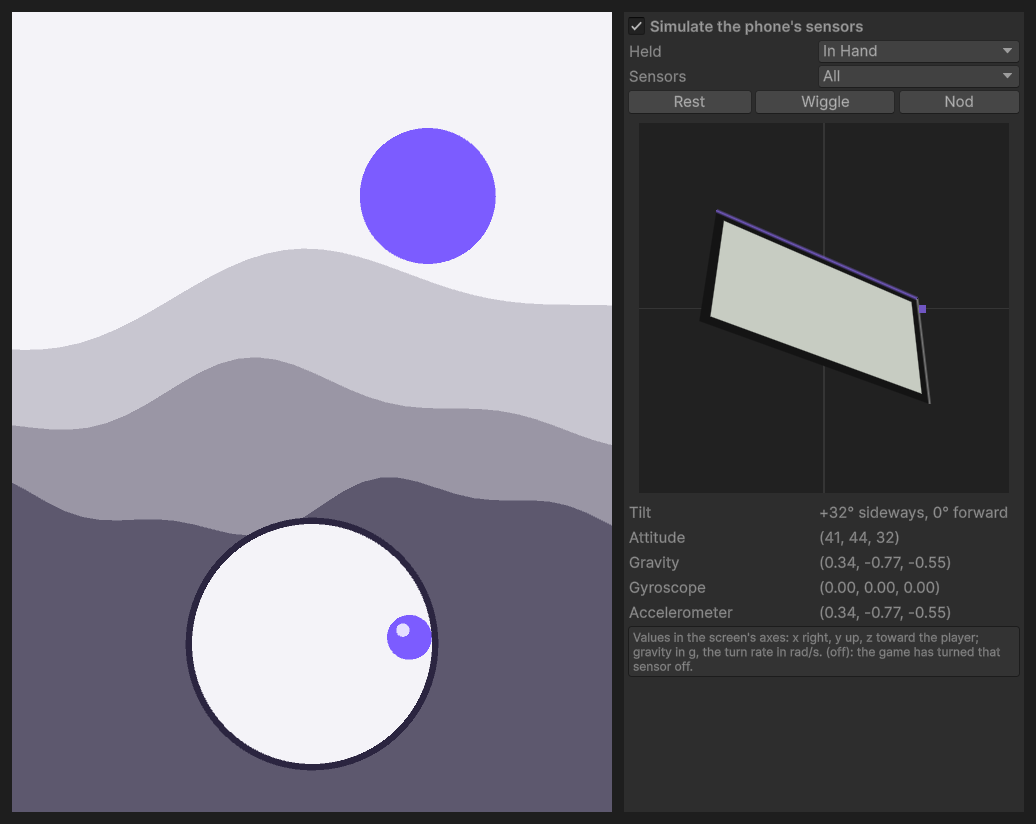 Simulate the phone's sensors
Held In Hand
Sensors All
Rest Wiggle Nod
Tilt +32° sideways, 0° forward
Attitude (41, 44, 32)
Gravity (0.34, -0.77, -0.55)
Gyroscope (0.00, 0.00, 0.00)
Accelerometer (0.34, -0.77, -0.55)
Values in the screen's axes: x right, y up, z toward the player;
gravity in g, the turn rate in rad/s. (off): the game has turned that
sensor off.